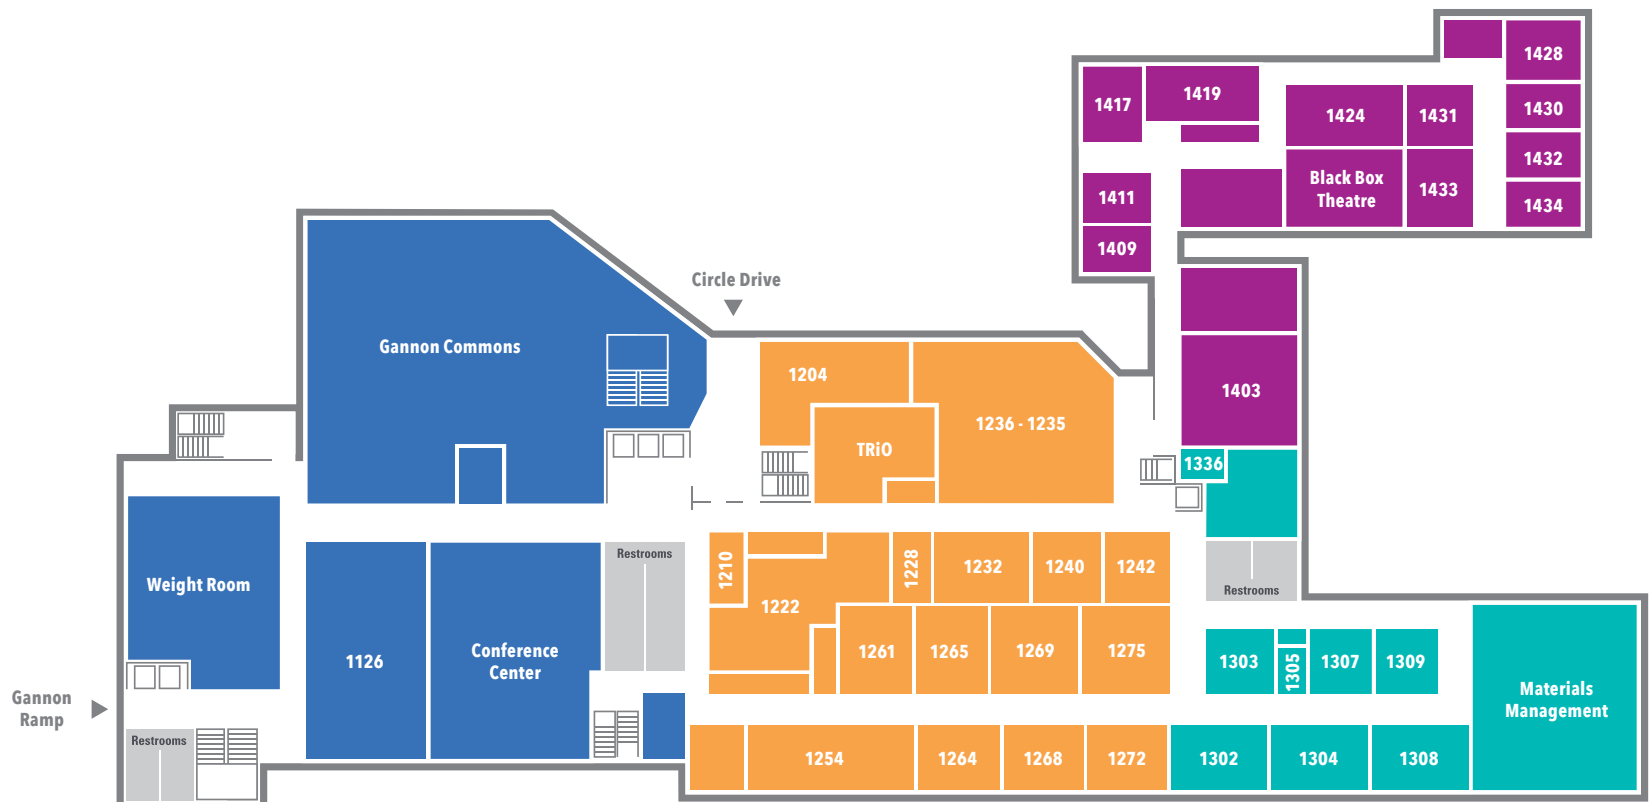 1428
1417
1419
1424
1431
1430
1432
Black Box
Theatre
1433
1411
1434
1409
Circle Drive
Gannon Commons
1204
1403
1236 - 1235
TRiO
1336
Restrooms
1210
1228
1232
1240
1242
Weight Room
1222
Restrooms
1126
Conference
Center
1261
1265
1269
1275
1303
1305
1307
1309
Materials
Management
Gannon
Ramp
Restrooms
1254
1264
1268
1272
1302
1304
1308